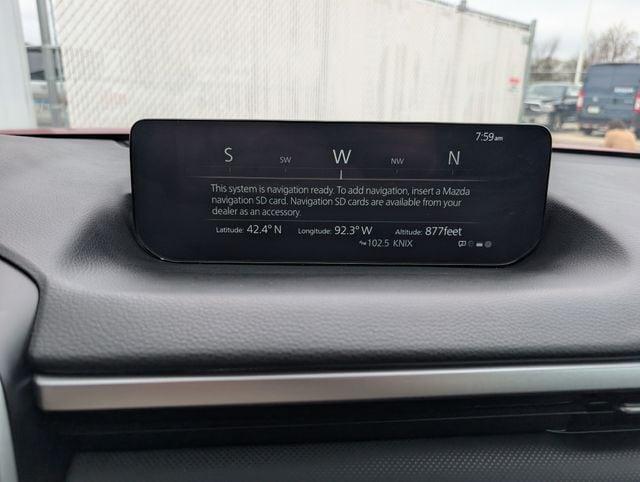 7:59am
S SW W NW N
This system is navigation ready. To add navigation, insert a Mazda
navigation SD card. Navigation SD cards are available from your
dealer as an accessory.
Latitude: 42.4° N Longitude: 92.3° W Altitude: 877feet
102.5 KNIX